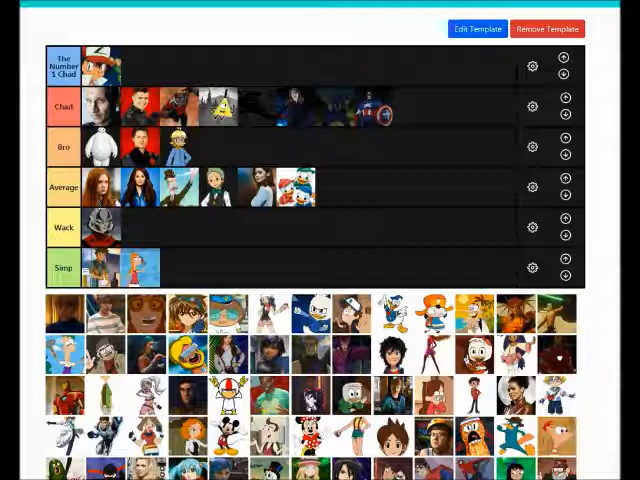 Edit Template
Remove Template
The
Number
1 Chad
Chad
Bro
Average
Wack
Simp